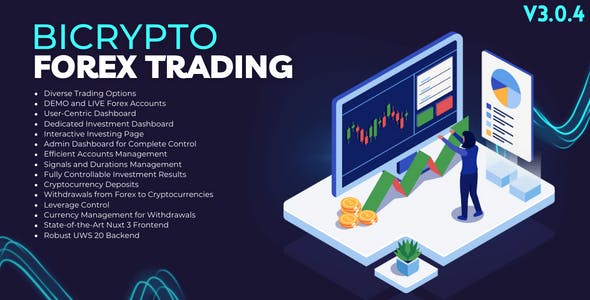 V3.0.4
BICRYPTO
FOREX TRADING
Diverse Trading Options
DEMO and LIVE Forex Accounts
User-Centric Dashboard
Dedicated Investment Dashboard
Interactive Investing Page
Admin Dashboard for Complete Control
Efficient Accounts Management
Signals and Durations Management
Fully Controllable Investment Results
Cryptocurrency Deposits
Withdrawals from Forex to Cryptocurrencies
Leverage Control
Currency Management for Withdrawals
State-of-the-Art Nuxt 3 Frontend
Robust UWS 20 Backend